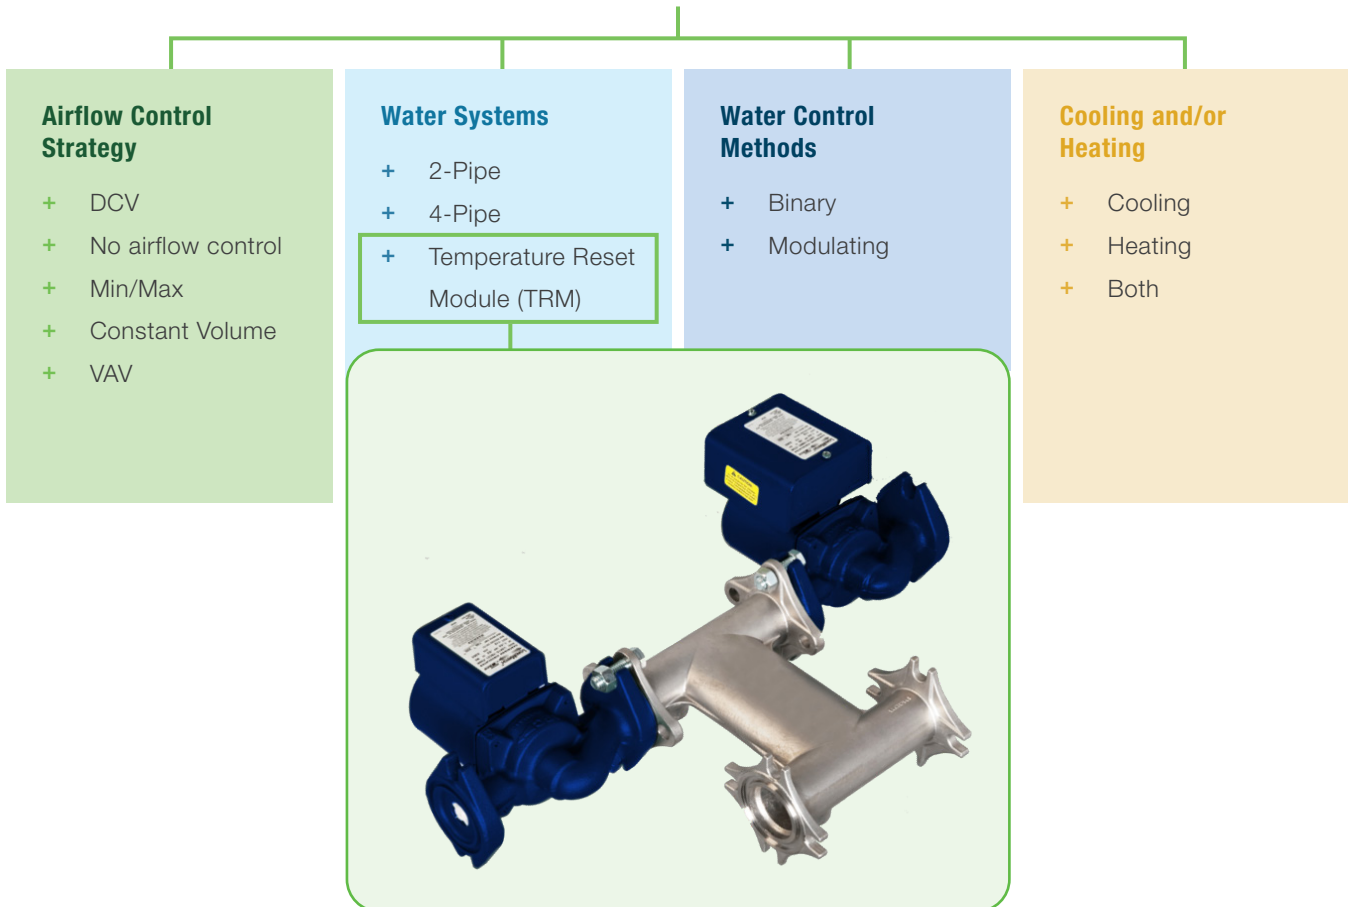 Airflow Control
Strategy
+ DCV
+ No airflow control
+ Min/Max
+ Constant Volume
+ VAV
Water Systems
+ 2-Pipe
+ 4-Pipe
+ Temperature Reset
Module (TRM)
Water Control
Methods
+ Binary
+ Modulating
Cooling and/or
Heating
+ Cooling
+ Heating
+ Both